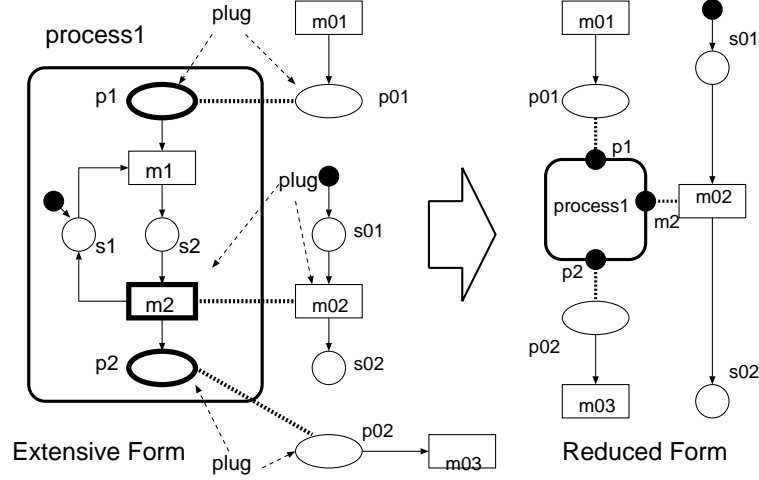 plug
m01
m01
process1
s01
p1
p01
p01
p1
m1
plug
process1
m02
m2
s1
s2
s01
p2
m2
m02
p02
s02
p2
s02
m03
p02
Extensive Form
plug
m03
Reduced Form